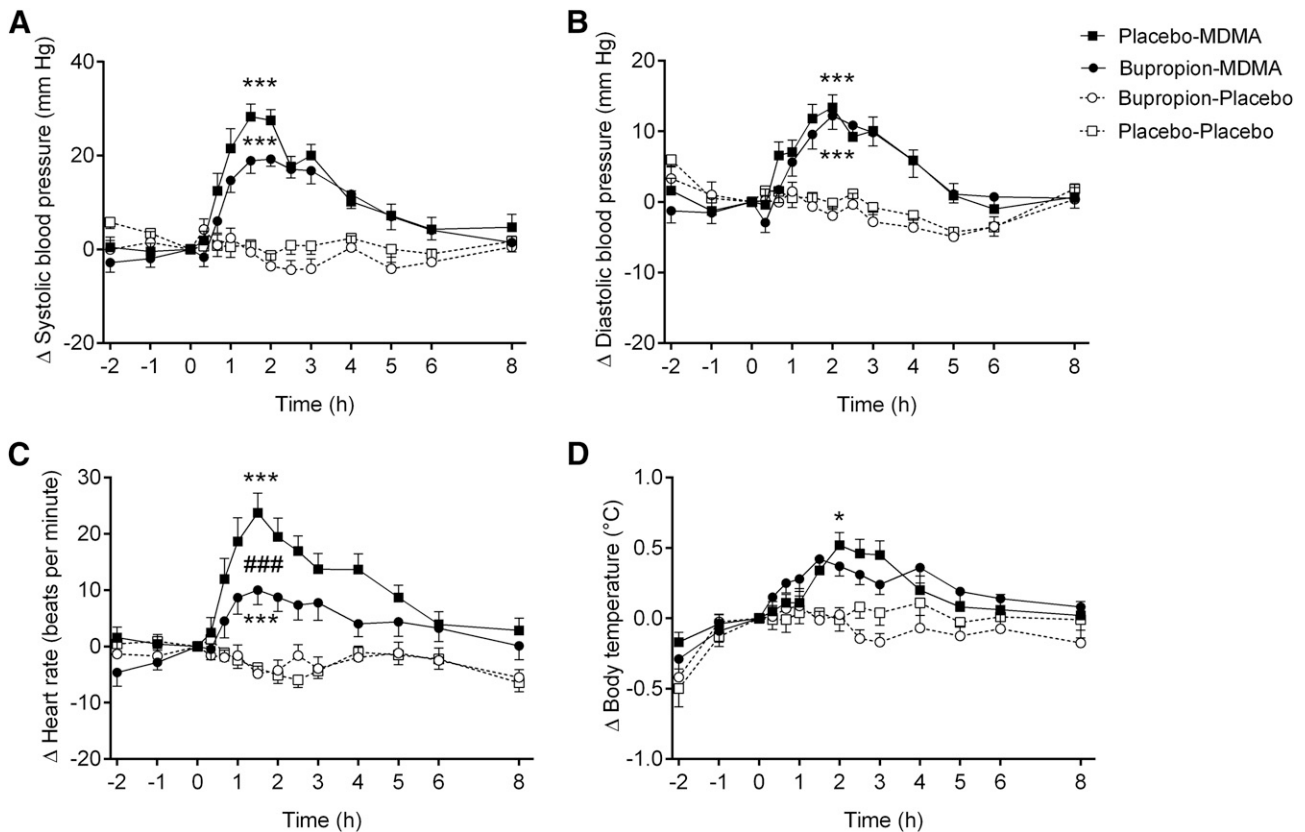 A
Δ Systolic blood pressure (mm Hg)
40
20
0
-20
***
***
-2 -1 0 1 2 3 4 5 6 8
Time (h)
B
Δ Diastolic blood pressure (mm Hg)
20
10
0
-10
-20
***
***
-2 -1 0 1 2 3 4 5 6 8
Time (h)
Placebo-MDMA
Bupropion-MDMA
Bupropion-Placebo
Placebo-Placebo
C
Δ Heart rate (beats per minute)
30
20
10
0
-10
-20
***
###
***
-2 -1 0 1 2 3 4 5 6 8
Time (h)
D
Δ Body temperature (°C)
1.0
0.5
0.0
-0.5
-1.0
*
-2 -1 0 1 2 3 4 5 6 8
Time (h)